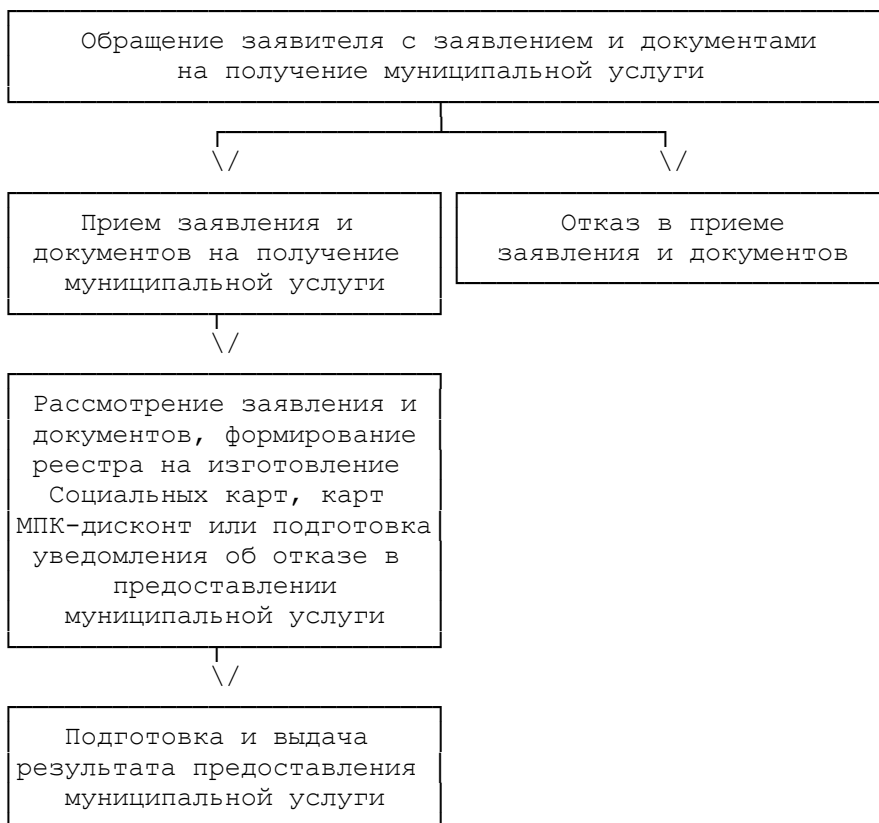 Обращение заявителя с заявлением и документами
на получение муниципальной услуги
Прием заявления и
документов на получение
муниципальной услуги
Отказ в приеме
заявления и документов
Рассмотрение заявления и
документов, формирование
реестра на изготовление
Социальных карт, карт
МПК-дисконт или подготовка
уведомления об отказе в
предоставлении
муниципальной услуги
Подготовка и выдача
результата предоставления
муниципальной услуги